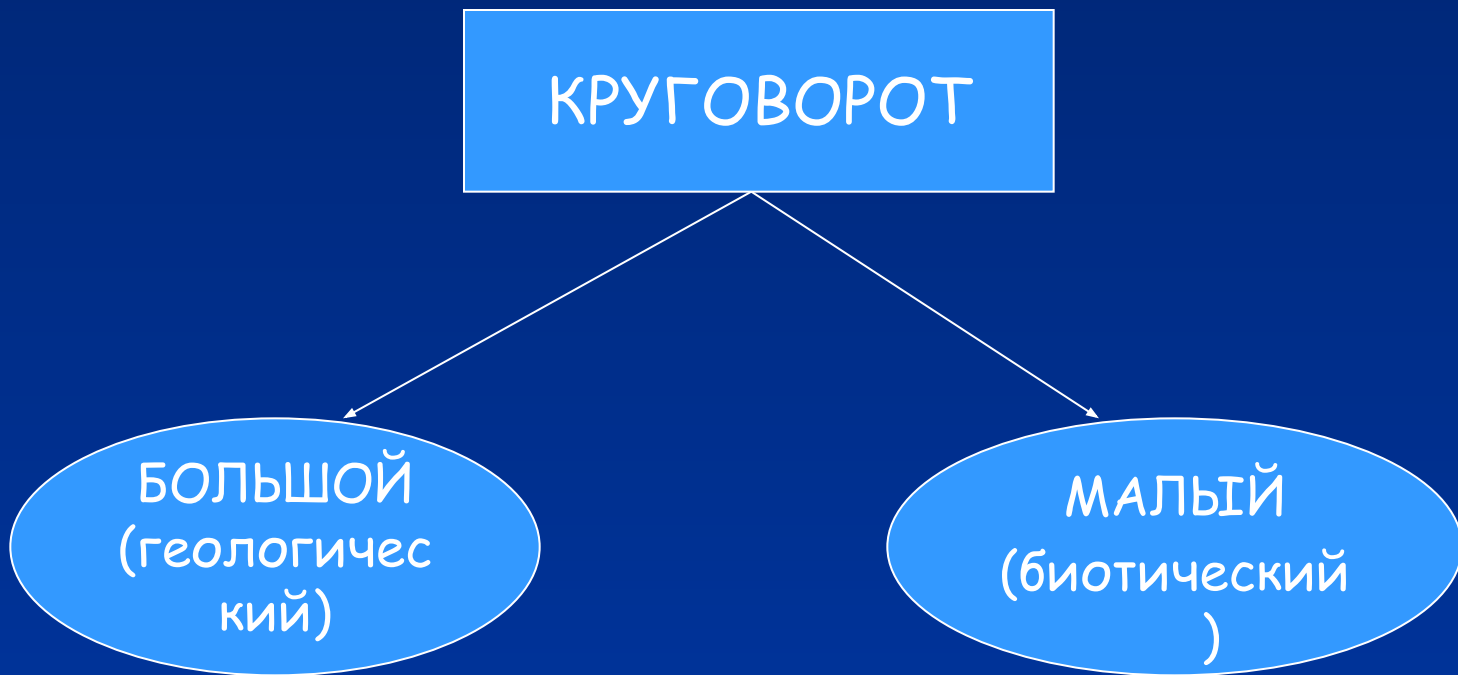 КРУГОВОРОТ
БОЛЬШОЙ
(геологичес
кий)
МАЛЫЙ
(биотический
)